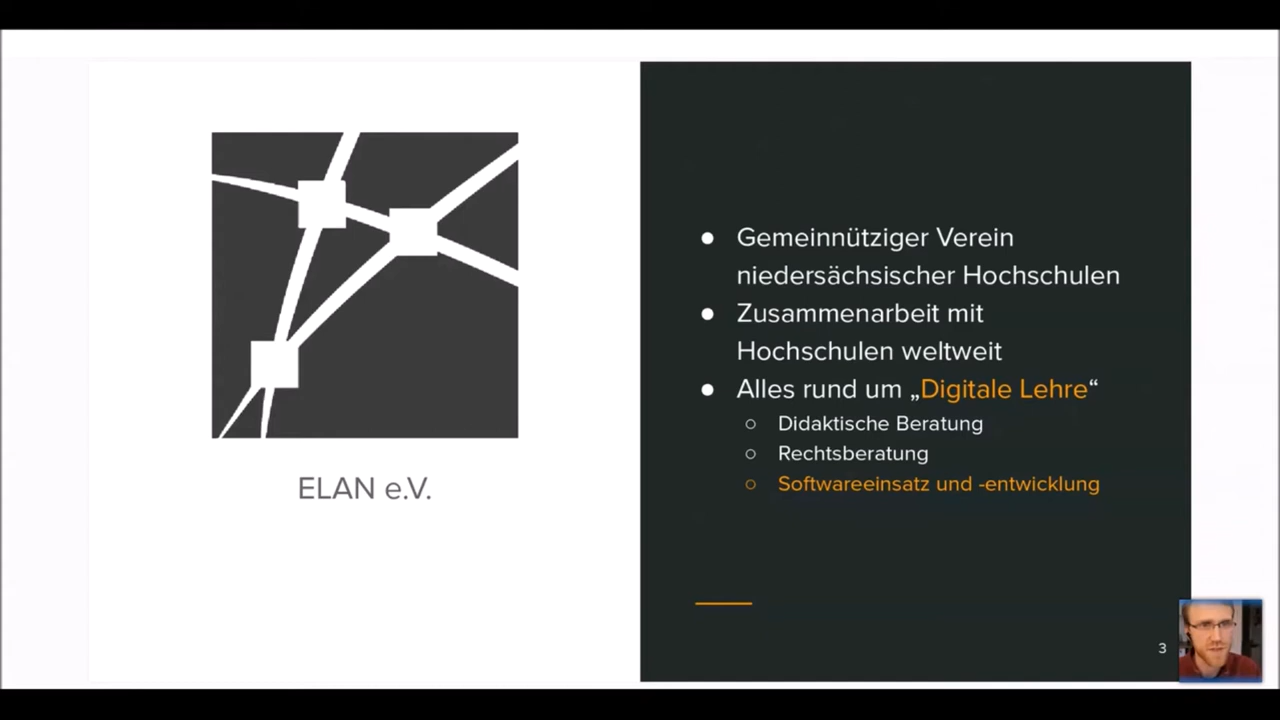 ELAN e.V.
● Gemeinnütziger Verein
niedersächsischer Hochschulen
● Zusammenarbeit mit
Hochschulen weltweit
● Alles rund um „Digitale Lehre“
○ Didaktische Beratung
○ Rechtsberatung
○ Softwareeinsatz und -entwicklung
3